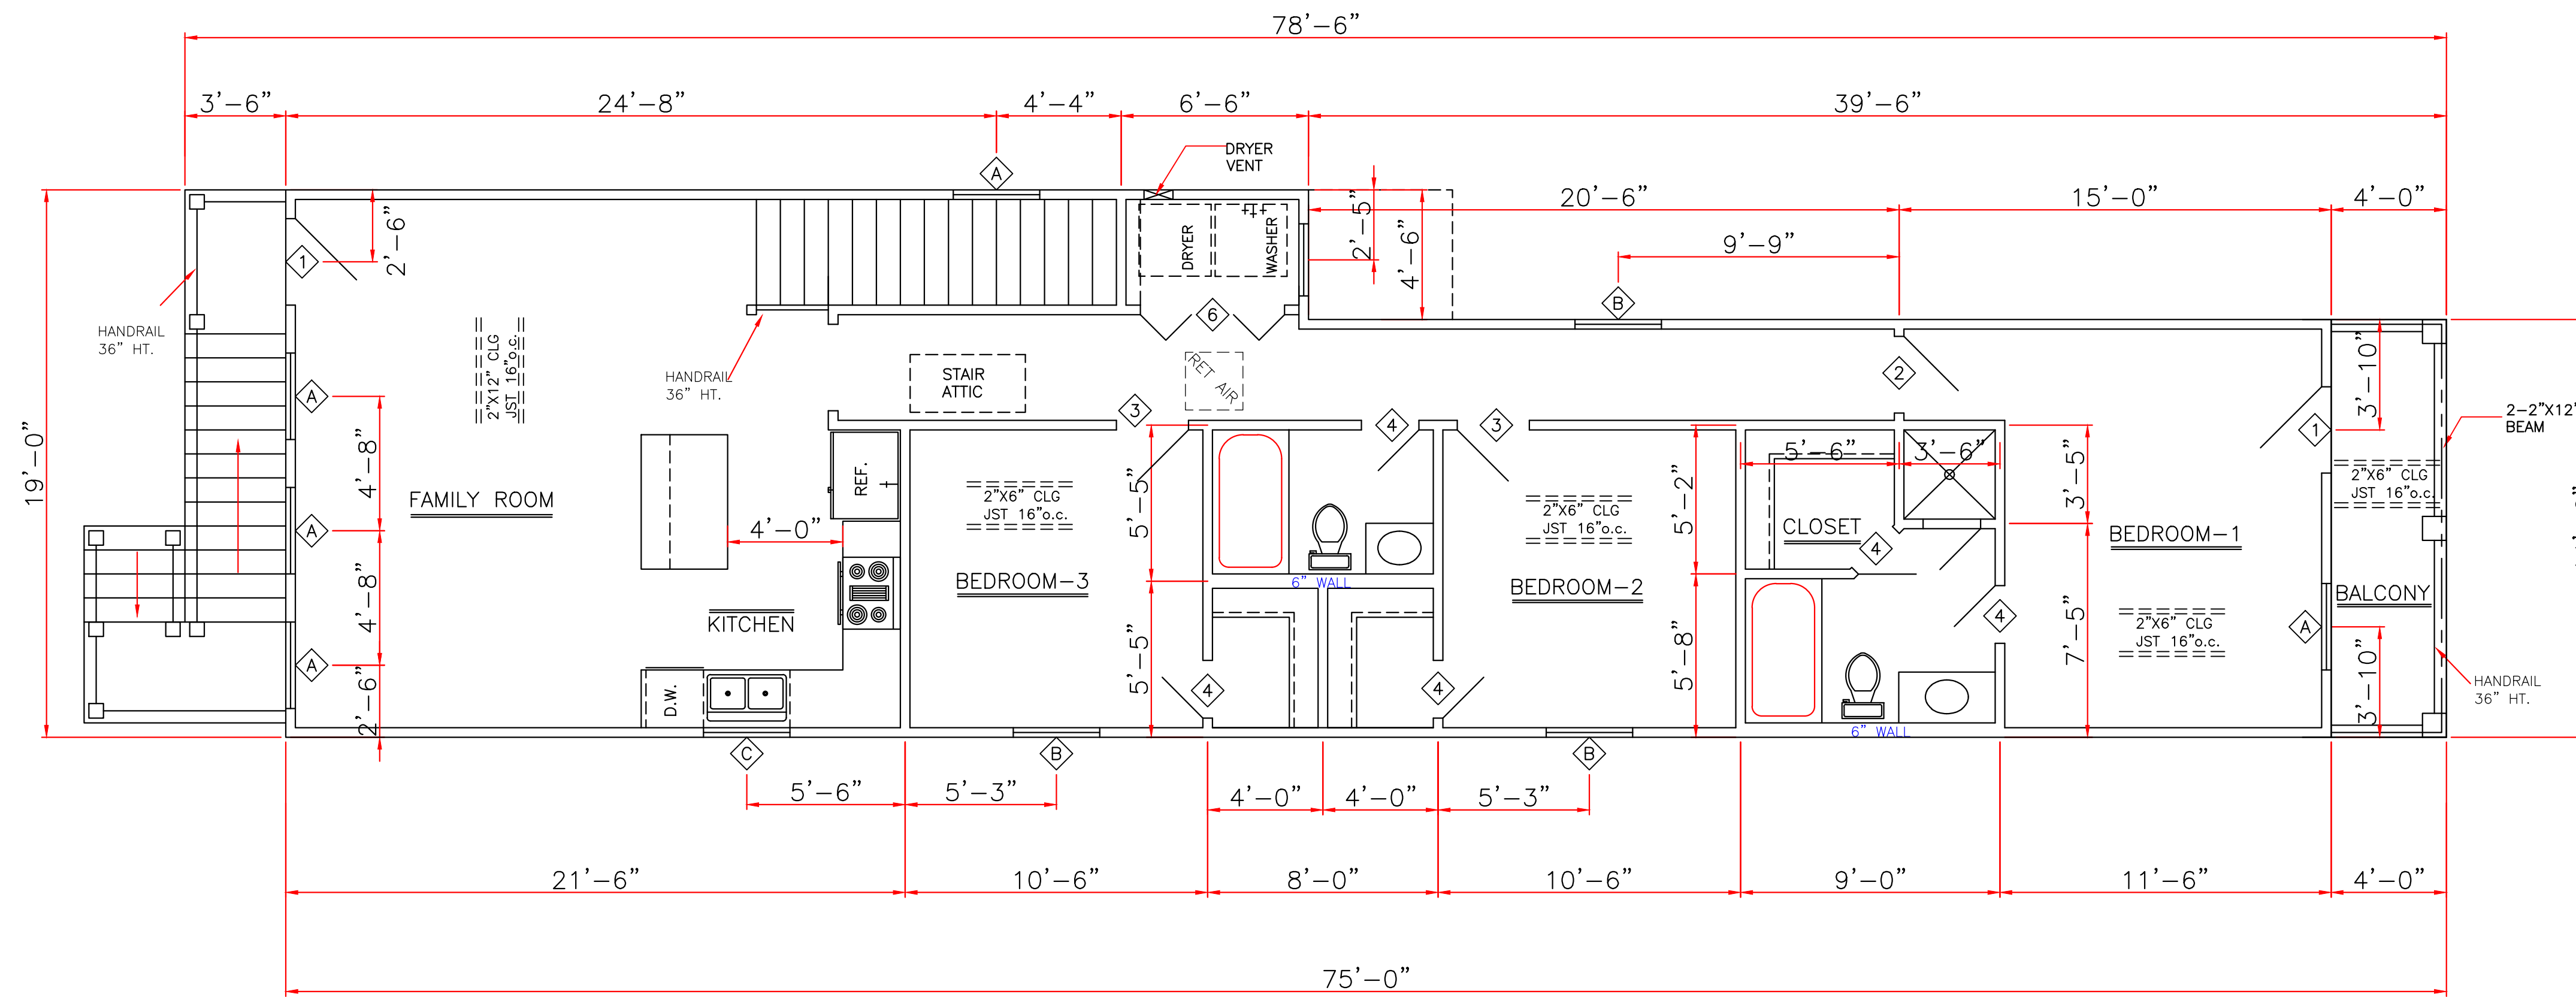 78'-6"
3'-6"
24'-8"
4'-4"
6'-6"
39'-6"
DRYER
VENT
A
20'-6"
15'-0"
4'-0"
2'-6"
2'-5"
4'-6"
9'-9"
DRYER
WASHER
1
6
B
HANDRAIL
36" HT.
2"X12" CLG
JST 16"o.c.
HANDRAIL
36" HT.
STAIR
ATTIC
RET AIR
2
3'-10"
A
3
4
3
1
2-2"X12"
BEAM
19'-0"
4'-8"
FAMILY ROOM
REF.
2"X6" CLG
JST 16"o.c.
5'-5"
2"X6" CLG
JST 16"o.c.
5'-2"
5'-6"
3'-6"
3'-5"
2"X6" CLG
JST 16"o.c.
A
4'-0"
CLOSET
4
BEDROOM-1
4'-8"
BEDROOM-3
6" WALL
BEDROOM-2
BALCONY
KITCHEN
4
A
2"X6" CLG
JST 16"o.c.
5'-5"
5'-8"
7'-5"
A
2'-6"
D.W.
4
4
3'-10"
HANDRAIL
36" HT.
6" WALL
C
B
B
5'-6"
5'-3"
4'-0"
4'-0"
5'-3"
21'-6"
10'-6"
8'-0"
10'-6"
9'-0"
11'-6"
4'-0"
75'-0"